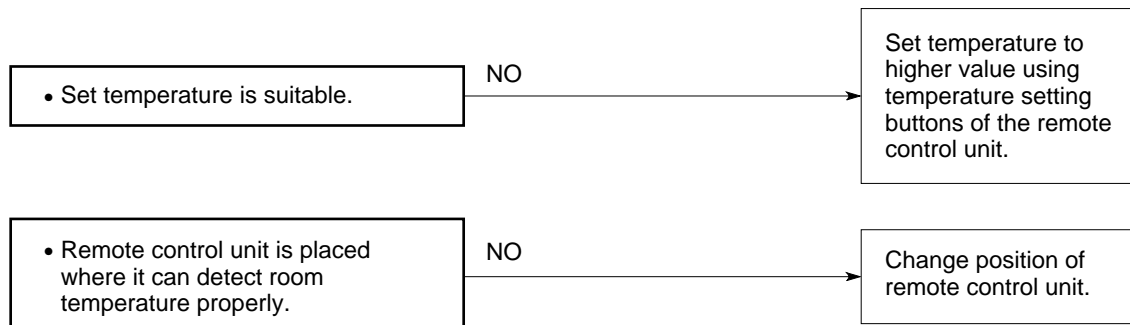 • Set temperature is suitable.
NO
Set temperature to
higher value using
temperature setting
buttons of the remote
control unit.
• Remote control unit is placed
where it can detect room
temperature properly.
NO
Change position of
remote control unit.